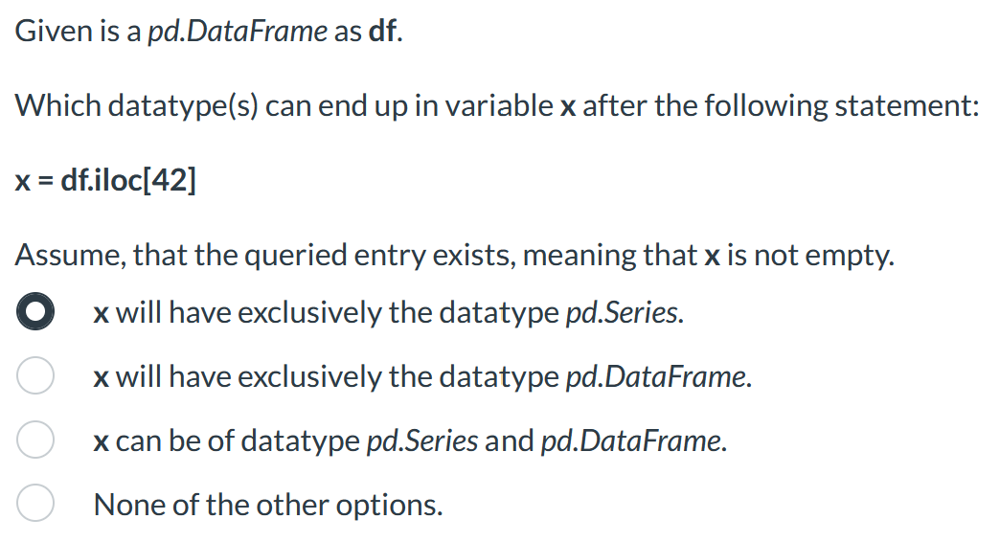 Given is a pd.DataFrame as df.
Which datatype(s) can end up in variable x after the following statement:
x = df.iloc[42]
Assume, that the queried entry exists, meaning that x is not empty.
x will have exclusively the datatype pd.Series.
x will have exclusively the datatype pd.DataFrame.
x can be of datatype pd.Series and pd.DataFrame.
None of the other options.